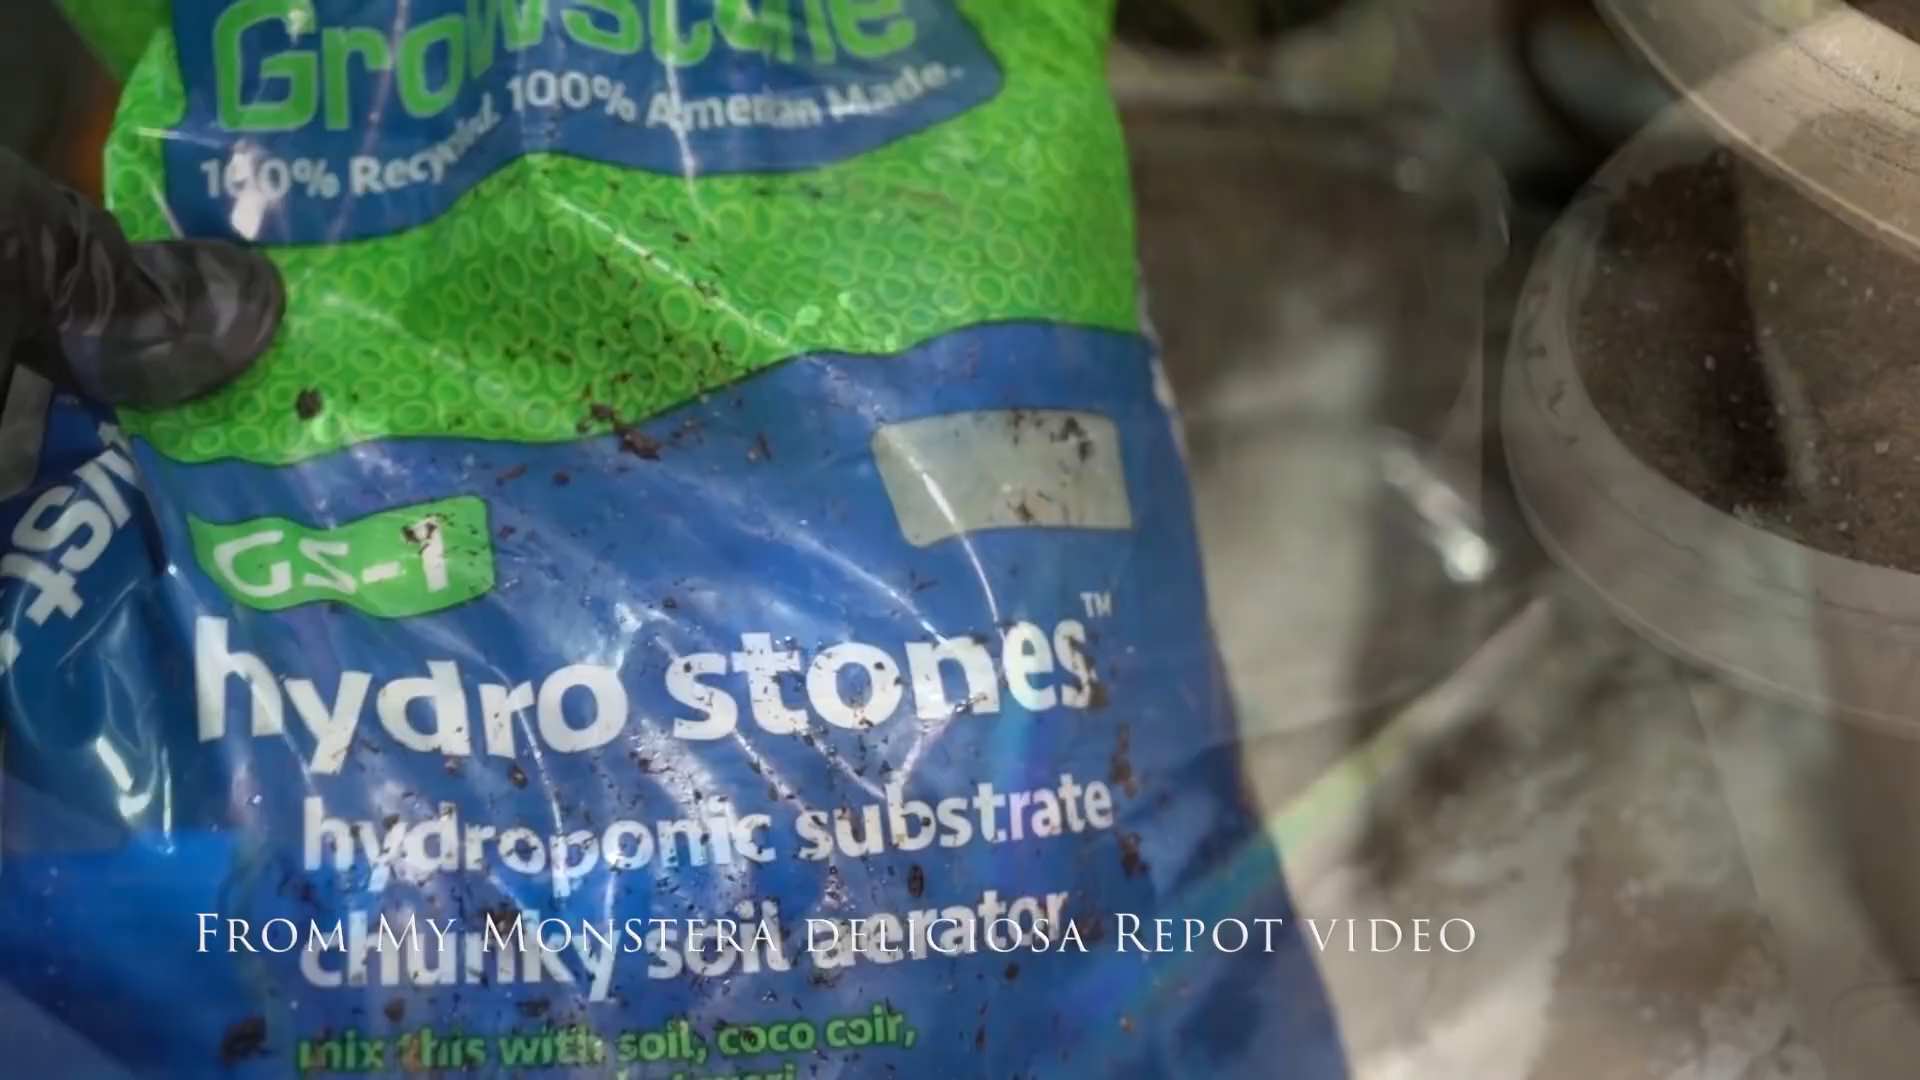 Growstone
100% Recycled. 100% American Made.
GS-1
hydro stones™
hydroponic substrate
chunky soil aerator
From My Monstera deliciosa Repot video
mix this with soil, coco coir,